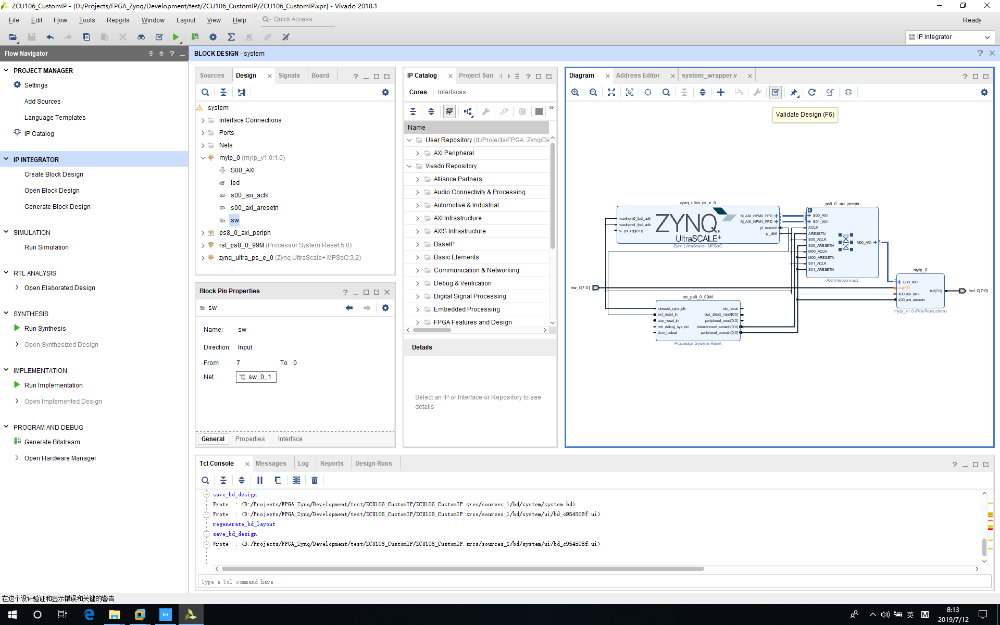 ZCU106_CustomIP - [D:/Projects/FPGA_Zynq/Development/test/ZCU106_CustomIP/ZCU106_CustomIP.xpr] - Vivado 2018.1
File Edit Flow Tools Reports Window Layout View Help Quick Access
Ready
IP Integrator
Flow Navigator
PROJECT MANAGER
Settings
Add Sources
Language Templates
IP Catalog
IP INTEGRATOR
Create Block Design
Open Block Design
Generate Block Design
SIMULATION
Run Simulation
RTL ANALYSIS
Open Elaborated Design
SYNTHESIS
Run Synthesis
Open Synthesized Design
IMPLEMENTATION
Run Implementation
Open Implemented Design
PROGRAM AND DEBUG
Generate Bitstream
Open Hardware Manager
BLOCK DESIGN - system
Sources Design Signals Board
system
Interface Connections
Ports
Nets
myip_0 (myip_v1.0:1.0)
S00_AXI
led
s00_axi_aclk
s00_axi_aresetn
sw
ps8_0_axi_periph
rst_ps8_0_99M (Processor System Reset:5.0)
zynq_ultra_ps_e_0 (Zynq UltraScale+ MPSoC:3.2)
Block Pin Properties
sw
Name: sw
Direction: Input
From 7 To 0
Net sw_0_1
General Properties Interface
IP Catalog Project Sum
Cores | Interfaces
Name
User Repository (d:/Projects/FPGA_Zynq/De
AXI Peripheral
Vivado Repository
Alliance Partners
Audio Connectivity & Processing
Automotive & Industrial
AXI Infrastructure
AXIS Infrastructure
BaseIP
Basic Elements
Communication & Networking
Debug & Verification
Digital Signal Processing
Embedded Processing
FPGA Features and Design
Details
Select an IP or Interface or Repository to see
details
Diagram Address Editor system_wrapper.v
Validate Design (F6)
zynq_ultra_ps_e_0
maxihpm0_fpd_aclk
maxihpm1_fpd_aclk
pl_ps_irq0[0:0]
ZYNQ
UltraSCALE+
M_AXI_HPM0_FPD
M_AXI_HPM1_FPD
pl_resetn0
pl_clk0
Zynq UltraScale+ MPSoC
ps8_0_axi_periph
S00_AXI
S01_AXI
ACLK
ARESETN
S00_ACLK
S00_ARESETN
M00_ACLK
M00_ARESETN
S01_ACLK
S01_ARESETN
M00_AXI
AXI Interconnect
myip_0
S00_AXI
sw[7:0]
s00_axi_aclk
s00_axi_aresetn
led[7:0]
myip_v1.0 (Pre-Production)
led_0[7:0]
sw_0[7:0]
rst_ps8_0_99M
slowest_sync_clk
ext_reset_in
aux_reset_in
mb_debug_sys_rst
dcm_locked
mb_reset
bus_struct_reset[0:0]
peripheral_reset[0:0]
interconnect_aresetn[0:0]
peripheral_aresetn[0:0]
Processor System Reset
Tcl Console Messages Log Reports Design Runs
save_bd_design
Wrote : <D:/Projects/FPGA_Zynq/Development/test/ZCU106_CustomIP/ZCU106_CustomIP.srcs/sources_1/bd/system/system.bd>
Wrote : <D:/Projects/FPGA_Zynq/Development/test/ZCU106_CustomIP/ZCU106_CustomIP.srcs/sources_1/bd/system/ui/bd_c954508f.ui>
regenerate_bd_layout
save_bd_design
Wrote : <D:/Projects/FPGA_Zynq/Development/test/ZCU106_CustomIP/ZCU106_CustomIP.srcs/sources_1/bd/system/ui/bd_c954508f.ui>
Type a Tcl command here
在这个设计验证和显示错误和关键的警告
英
M
8:13
2019/7/12